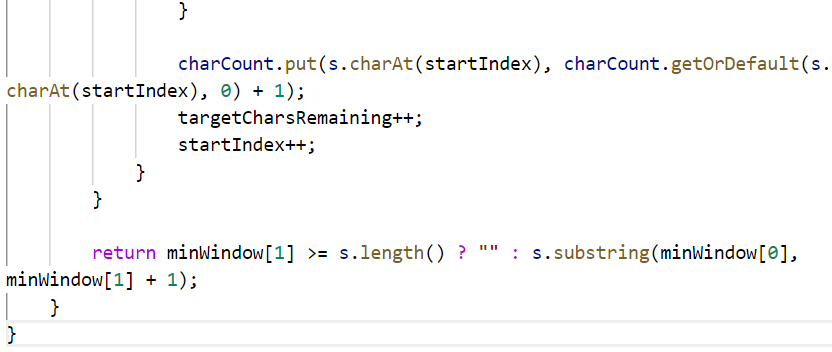 }
charCount.put(s.charAt(startIndex), charCount.getOrDefault(s.
charAt(startIndex), 0) + 1);
targetCharsRemaining++;
startIndex++;
}
}
return minWindow[1] >= s.length() ? "" : s.substring(minWindow[0],
minWindow[1] + 1);
}
}